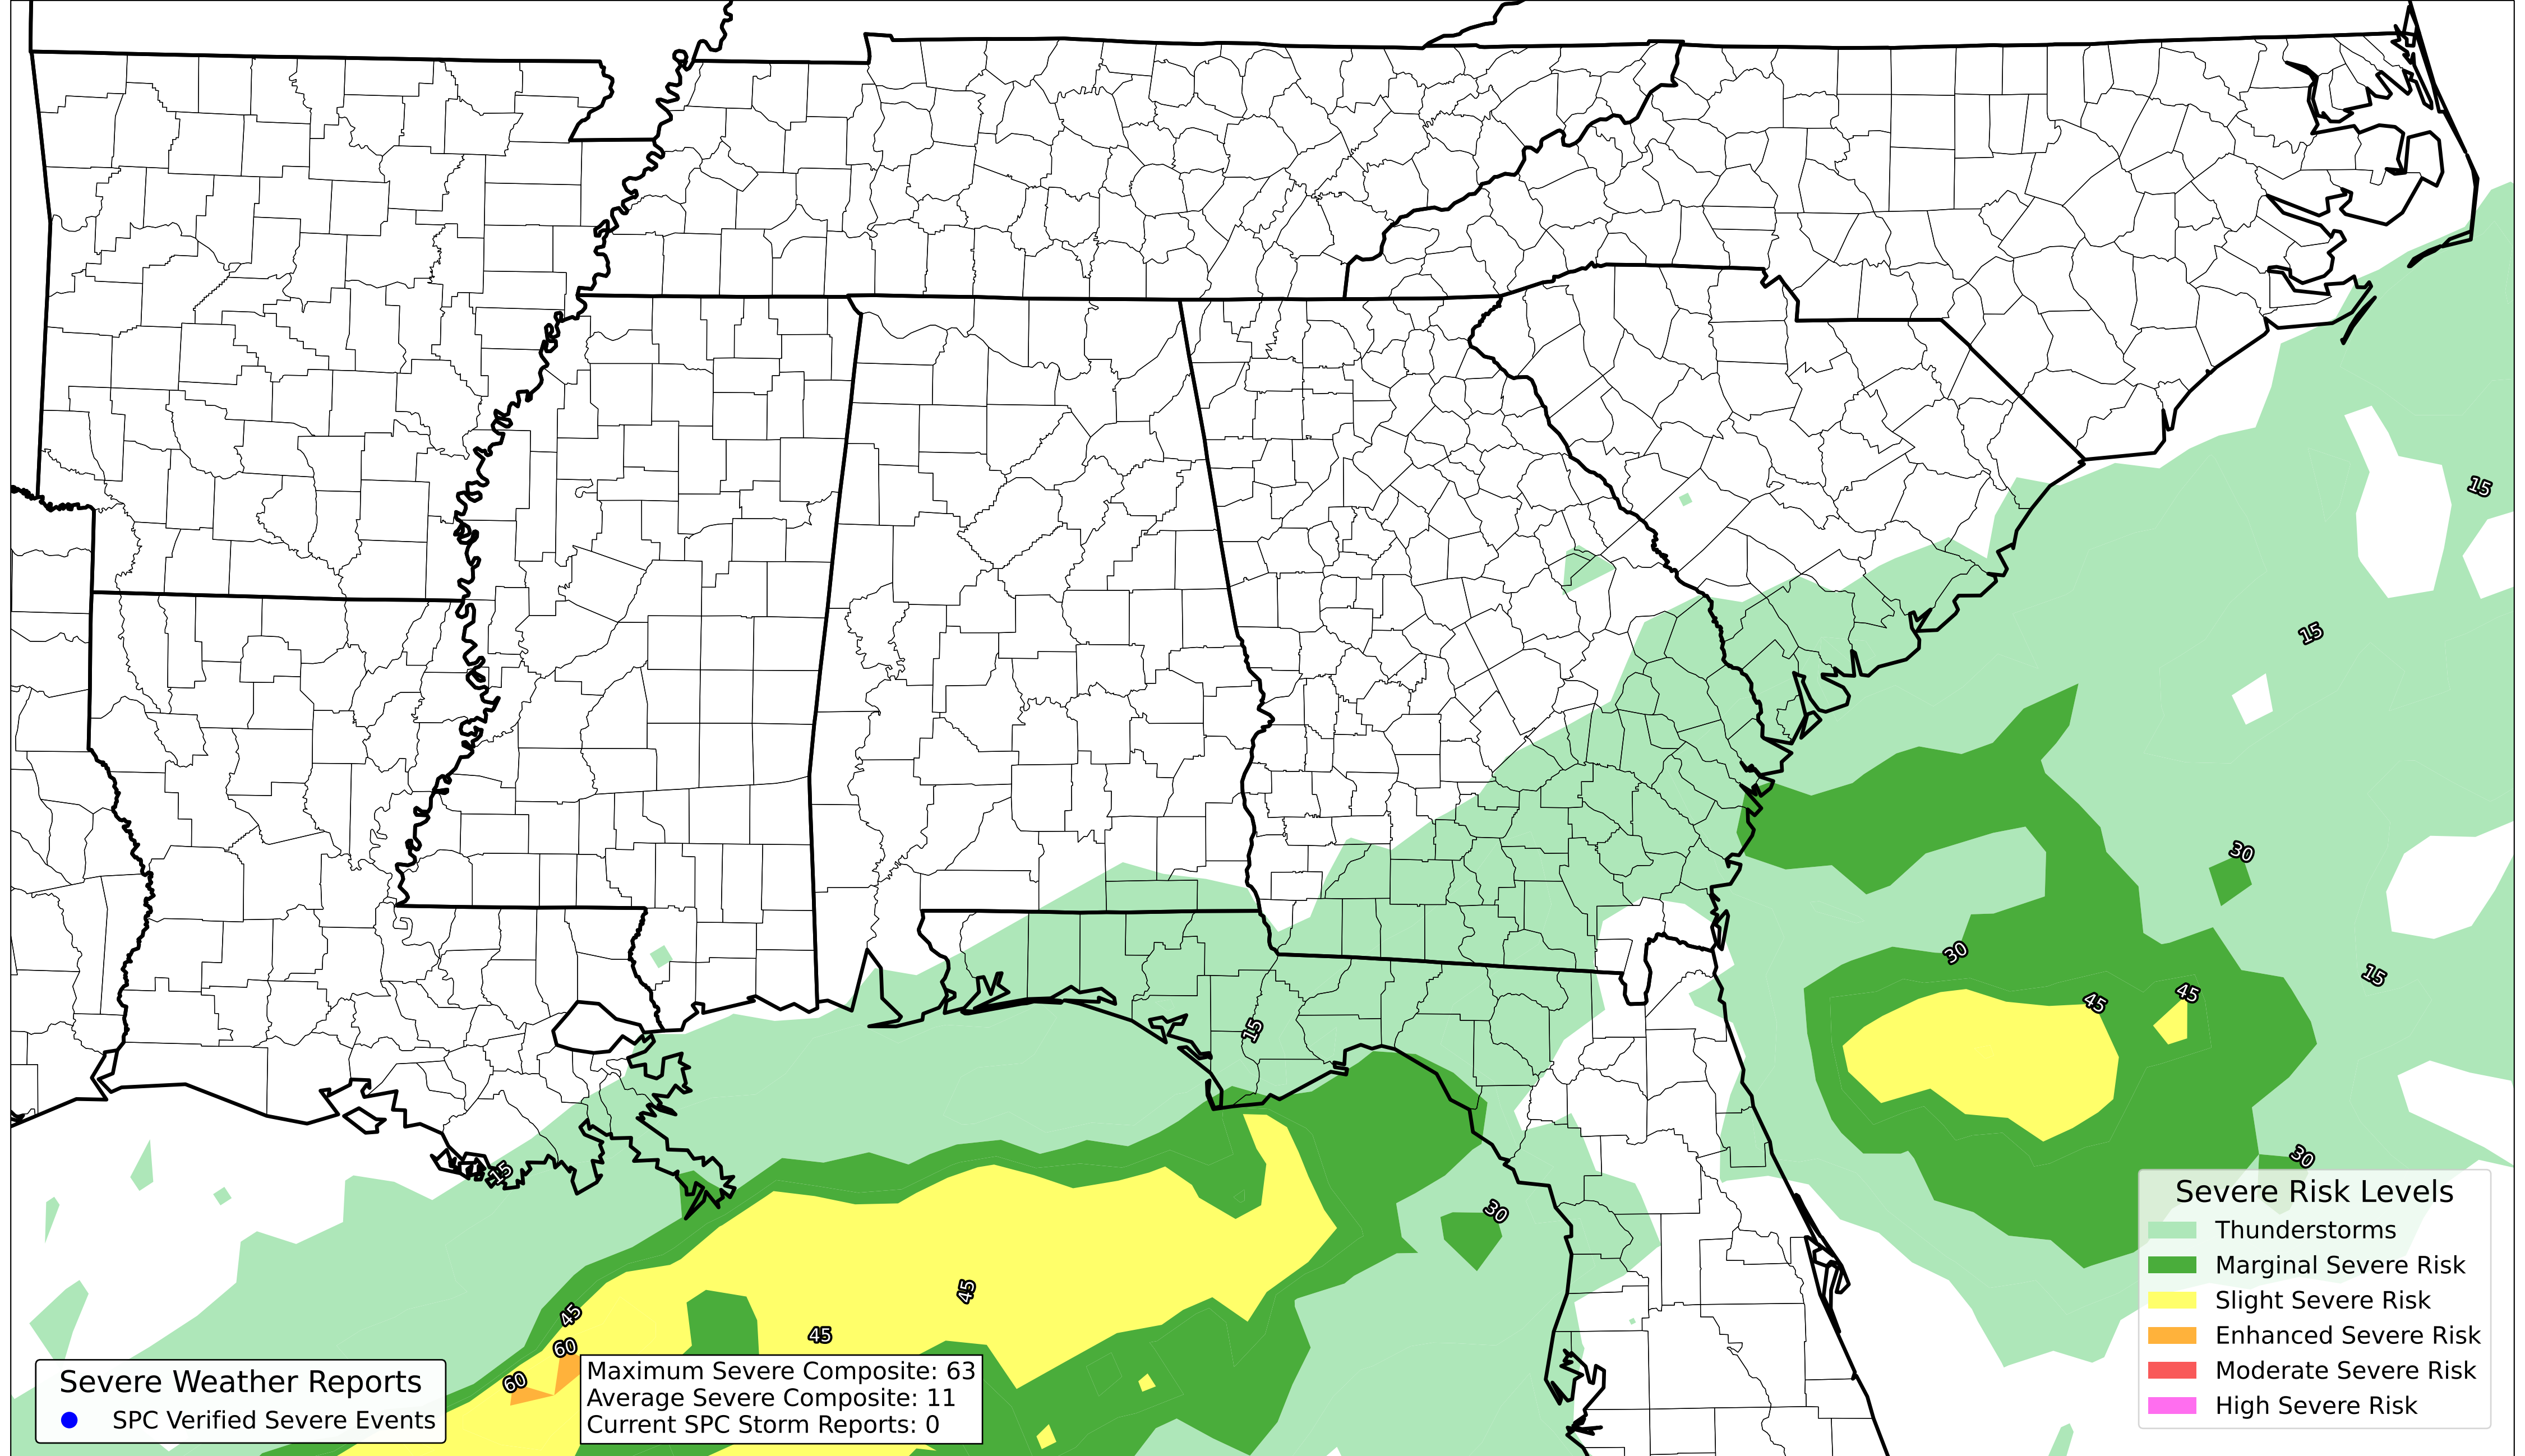 15
15
30
30
15
45
45
15
30
15
30
45
45
60
45
60
Severe Risk Levels
Thunderstorms
Marginal Severe Risk
Slight Severe Risk
Enhanced Severe Risk
Moderate Severe Risk
High Severe Risk
Severe Weather Reports
SPC Verified Severe Events
Maximum Severe Composite: 63
Average Severe Composite: 11
Current SPC Storm Reports: 0